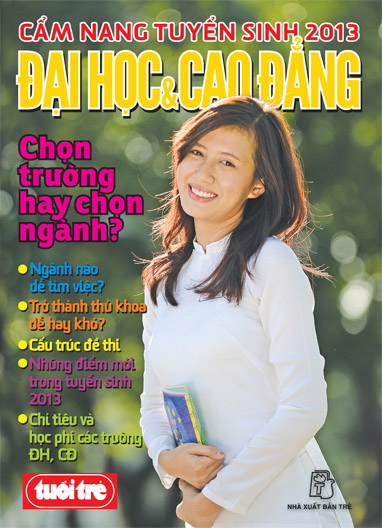 CẨM NANG TUYỂN SINH 2013
ĐẠI HỌC & CAO ĐẲNG
Chọn
trường
hay chọn
ngành?
Ngành nào
dễ tìm việc?
Trở thành thủ khoa
dễ hay khó?
Cấu trúc đề thi
Những điểm mới
trong tuyển sinh
2013
Chỉ tiêu và
học phí các trường
ĐH, CĐ
tuổi trẻ
NHÀ XUẤT BẢN TRẺ